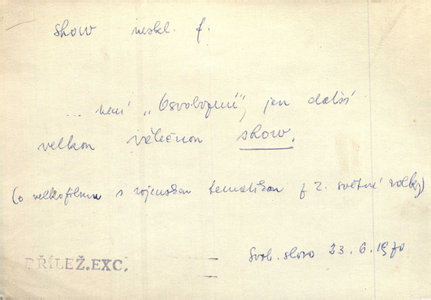 show neskl. f.
... není „Osvobození", jen další
velkou válečnou show.
(o velkofilmu s vojenskou tematikou z 2. světové války)
Svob. slovo 23.6.1970
PŘÍLEŽ.EXC.